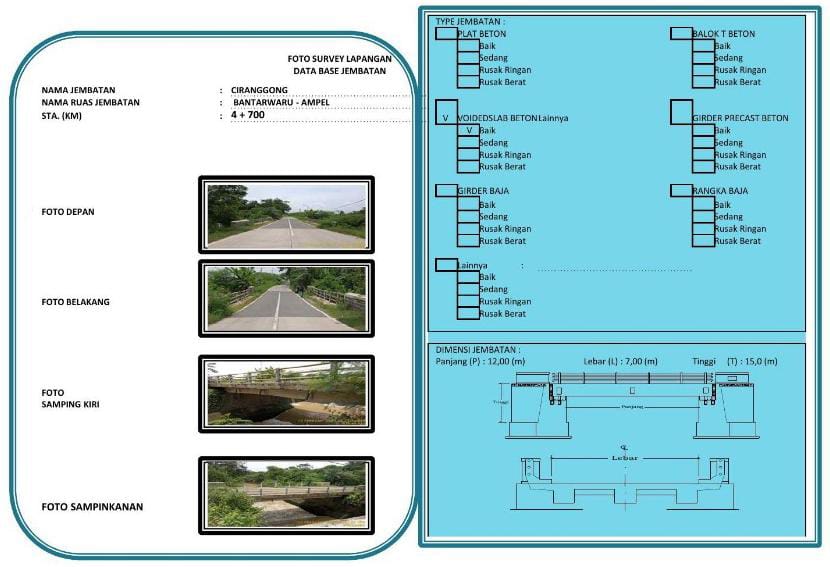 FOTO SURVEY LAPANGAN
DATA BASE JEMBATAN
NAMA JEMBATAN : CIRANGGONG
NAMA RUAS JEMBATAN : BANTARWARU - AMPEL
STA. (KM) : 4 + 700
FOTO DEPAN
FOTO BELAKANG
FOTO
SAMPING KIRI
FOTO SAMPINKANAN
TYPE JEMBATAN :
PLAT BETON
Baik
Sedang
Rusak Ringan
Rusak Berat
BALOK T BETON
Baik
Sedang
Rusak Ringan
Rusak Berat
V VOIDEDSLAB BETONLainnya
V Baik
Sedang
Rusak Ringan
Rusak Berat
GIRDER PRECAST BETON
Baik
Sedang
Rusak Ringan
Rusak Berat
GIRDER BAJA
Baik
Sedang
Rusak Ringan
Rusak Berat
RANGKA BAJA
Baik
Sedang
Rusak Ringan
Rusak Berat
Lainnya :
Baik
Sedang
Rusak Ringan
Rusak Berat
DIMENSI JEMBATAN :
Panjang (P) : 12,00 (m) Lebar (L) : 7,00 (m) Tinggi (T) : 15,0 (m)
Tinggi
Panjang
Lebar